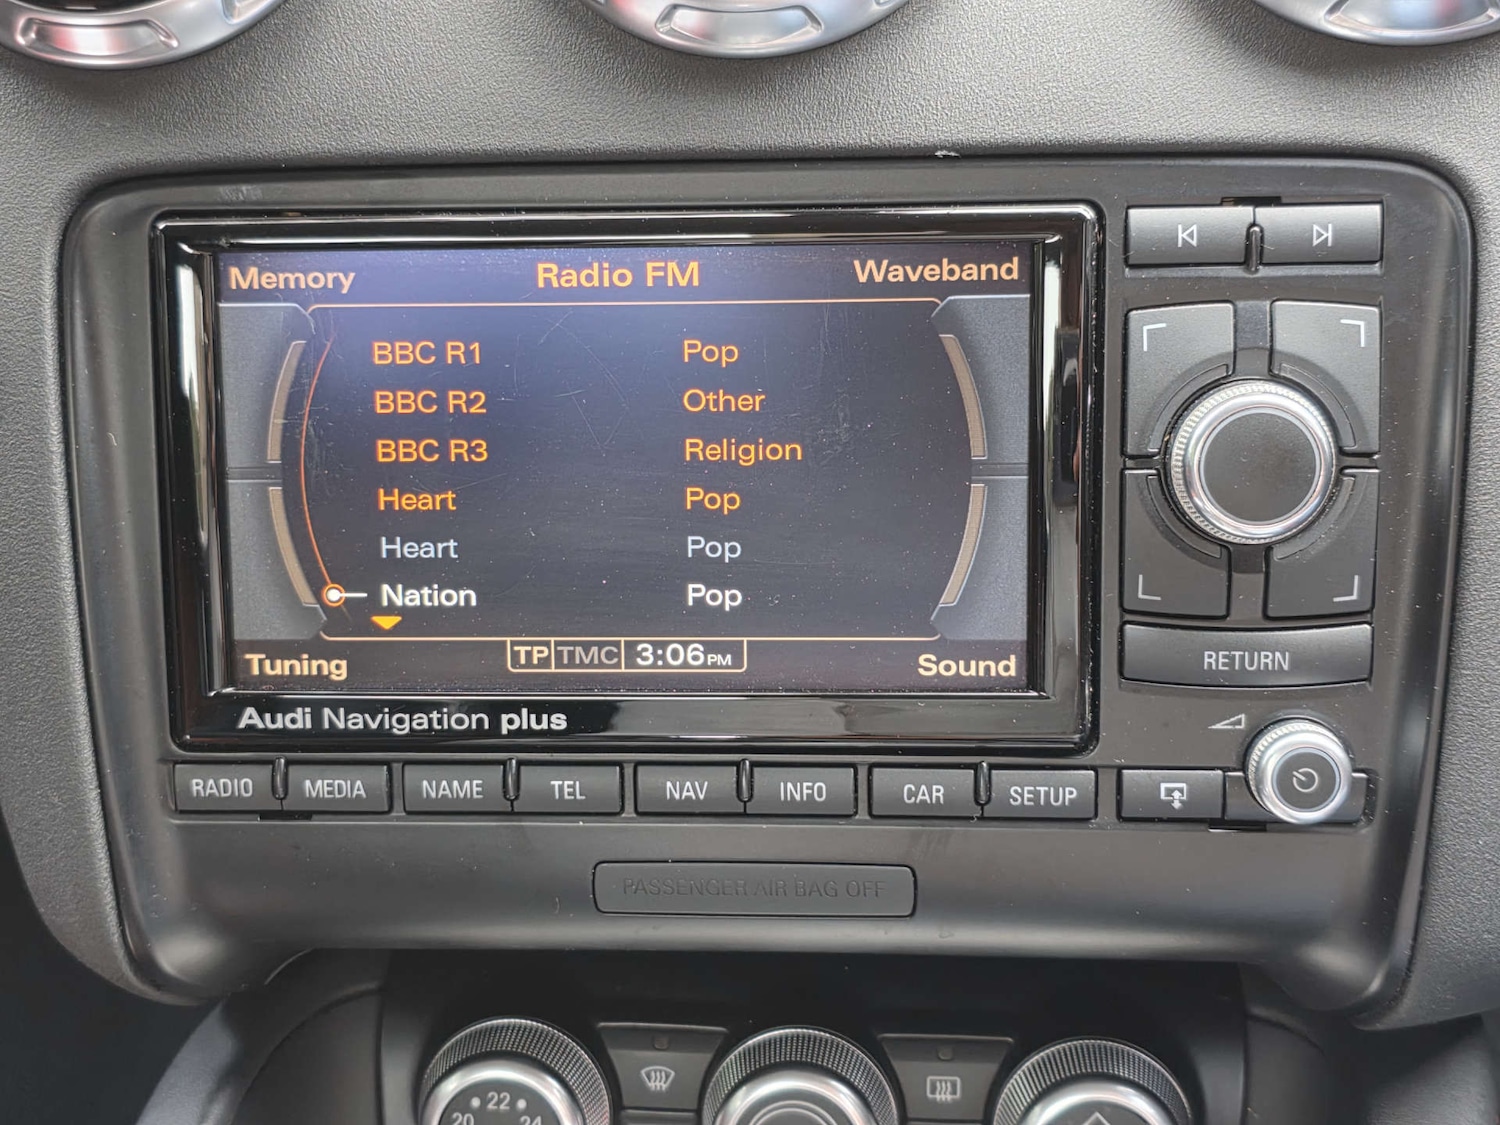 Memory Radio FM Waveband
BBC R1 Pop
BBC R2 Other
BBC R3 Religion
Heart Pop
Heart Pop
Nation Pop
Tuning TP TMC 3:06PM Sound
Audi Navigation plus
RETURN
RADIO MEDIA NAME TEL NAV INFO CAR SETUP
PASSENGER AIR BAG OFF
22
20 24